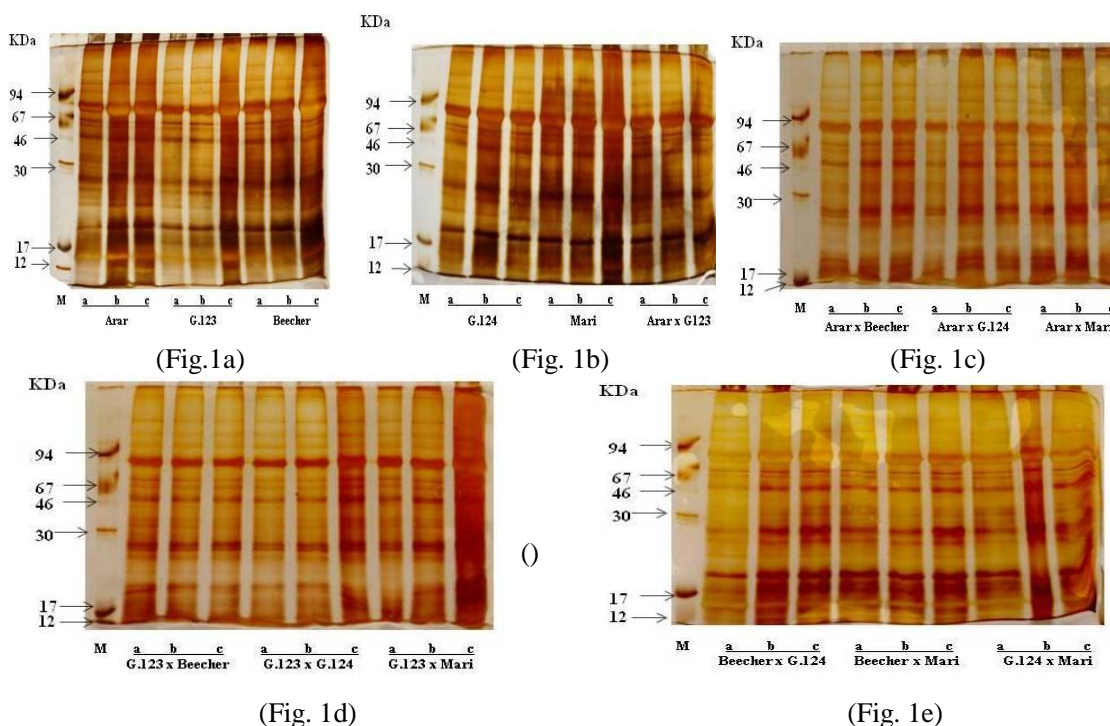 KDa
94
67
46
30
17
12
M a b c a b c a b c
Arar G.123 Beecher
(Fig.1a)
KDa
94
67
46
30
17
12
M a b c a b c a b c
G.124 Mari Arar x G123
(Fig. 1b)
KDa
94
67
46
30
17
12
M a b c a b c a b c
Arar x Beecher Arar x G.124 Arar x Mari
(Fig. 1c)
KDa
94
67
46
30
17
12
M a b c a b c a b c
G.123 x Beecher G.123 x G.124 G.123 x Mari
(Fig. 1d)
()
KDa
94
67
46
30
17
12
M a b c a b c a b c
Beecher x G.124 Beecher x Mari G.124 x Mari
(Fig. 1e)